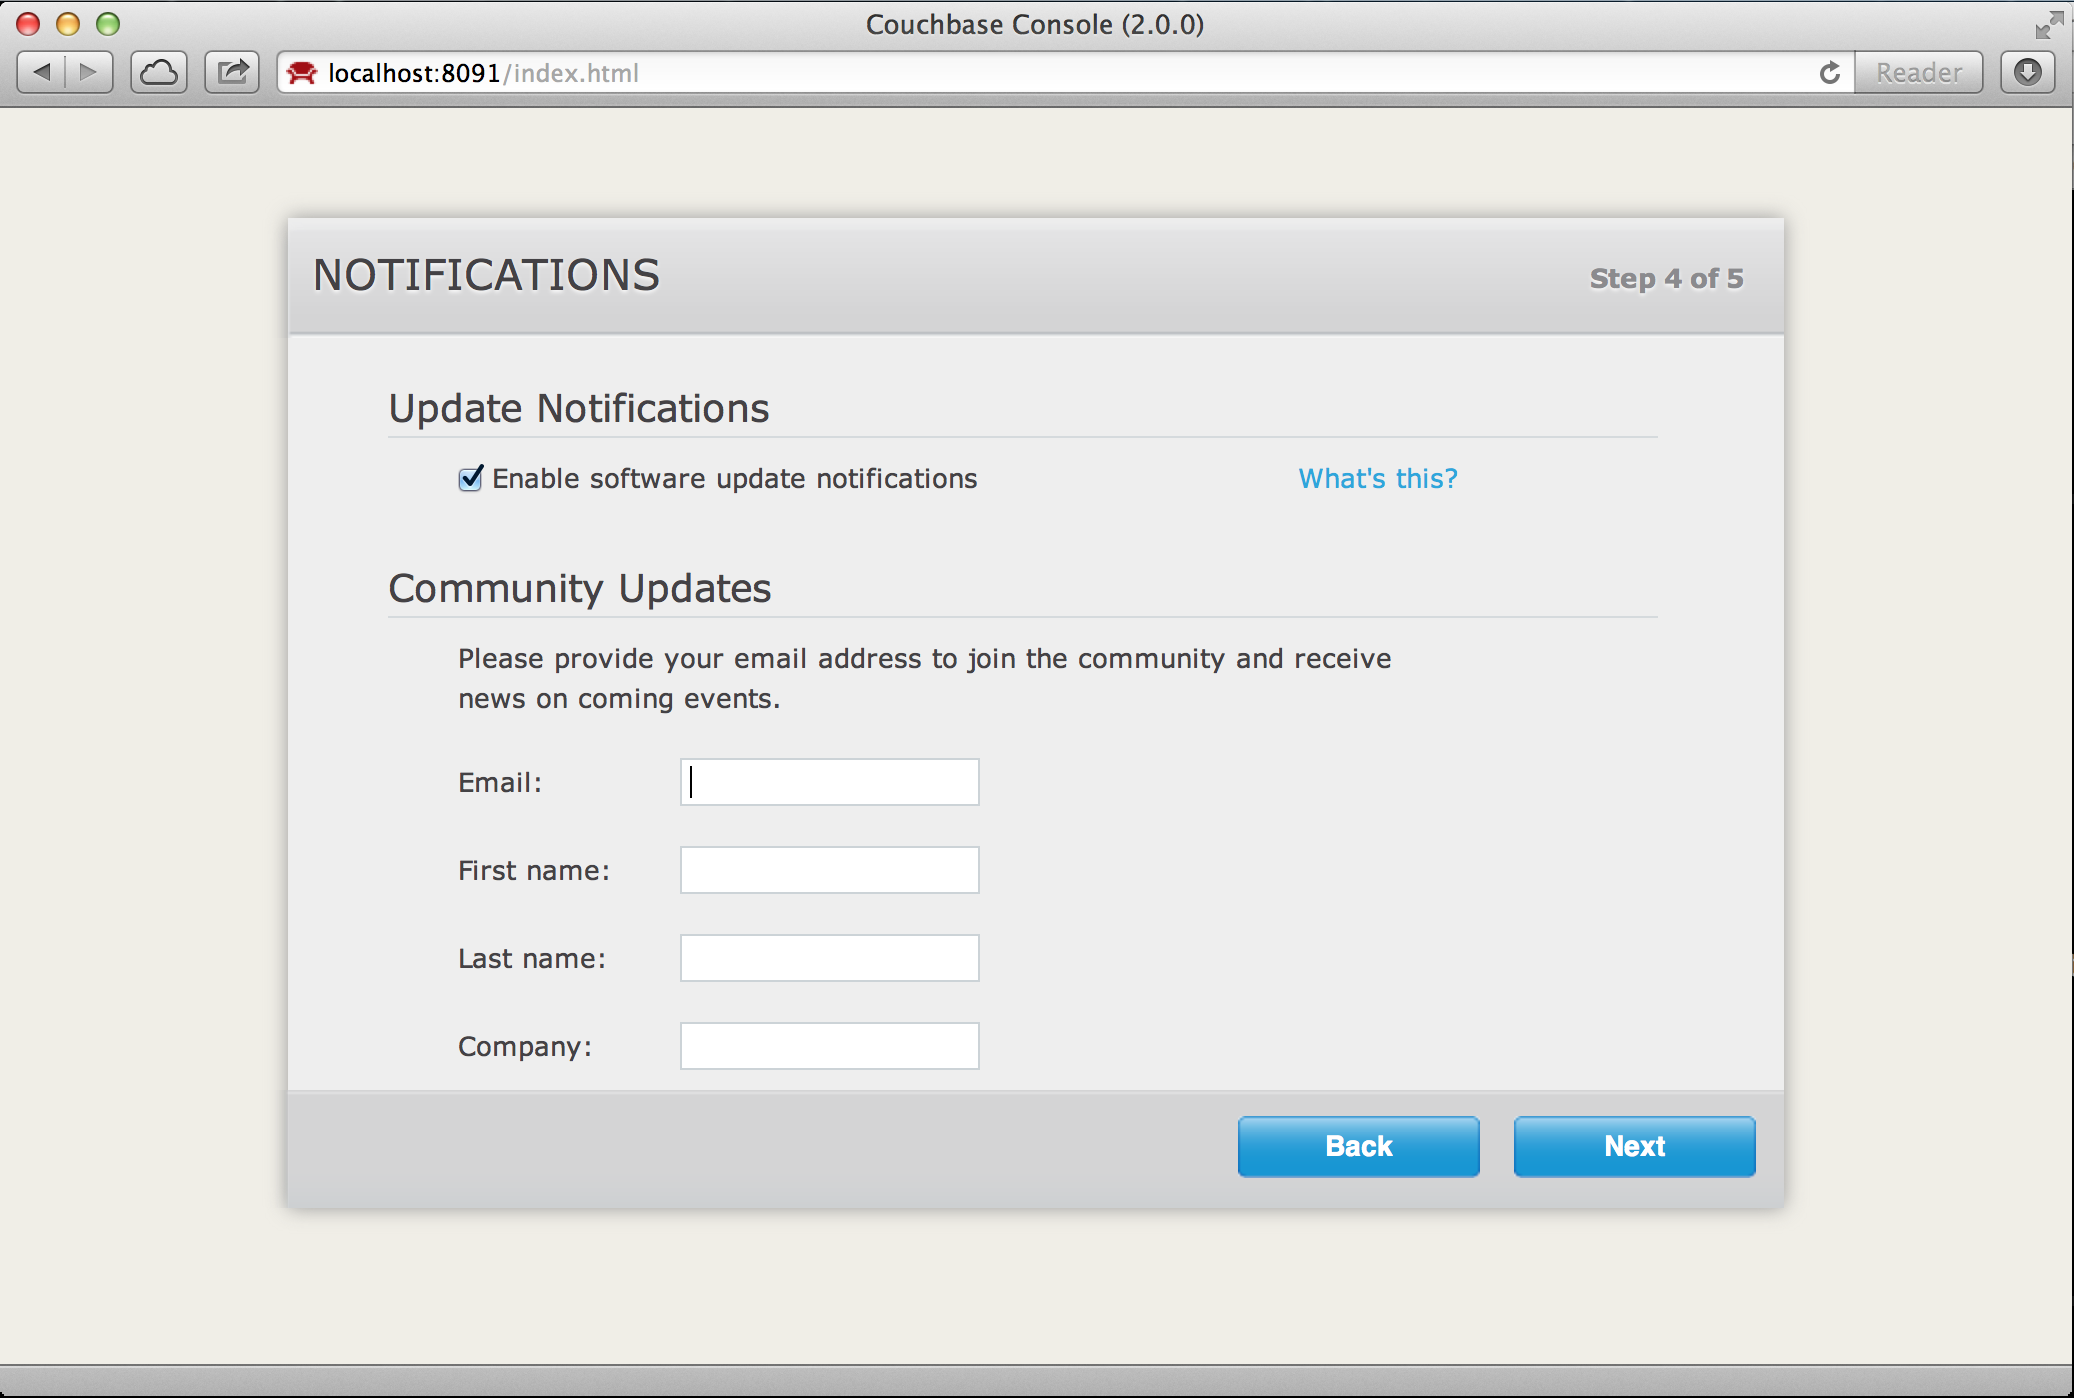 Couchbase Console (2.0.0)
localhost:8091/index.html
Reader
NOTIFICATIONS
Step 4 of 5
Update Notifications
Enable software update notifications
What's this?
Community Updates
Please provide your email address to join the community and receive
news on coming events.
Email:
First name:
Last name:
Company:
Back
Next